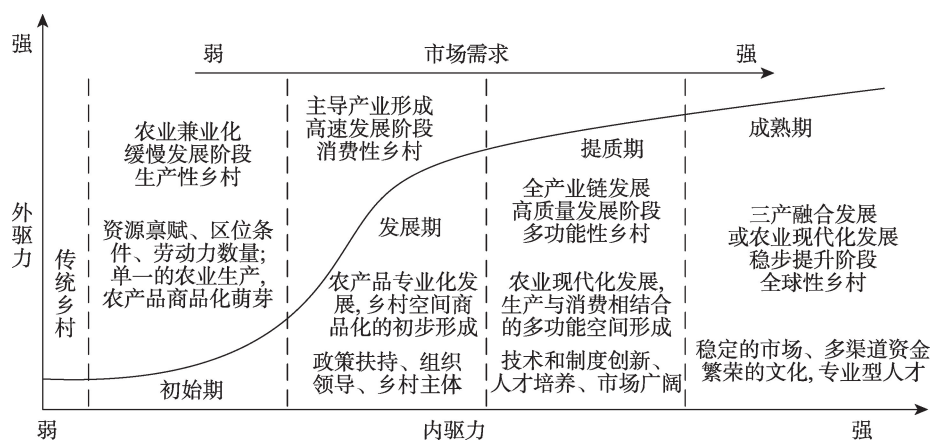 强
弱 市场需求 强
农业兼业化
缓慢发展阶段
生产性乡村
主导产业形成
高速发展阶段
消费性乡村
提质期
成熟期
外驱力
传统乡村
资源禀赋、区位条
件、劳动力数量;
单一的农业生产,
农产品商品化萌芽
发展期
全产业链发展
高质量发展阶段
多功能性乡村
三产融合发展
或农业现代化发展
稳步提升阶段
全球性乡村
农产品专业化发
展, 乡村空间商
品化的初步形成
农业现代化发展,
生产与消费相结合
的多功能空间形成
初始期
政策扶持、组织
领导、乡村主体
技术和制度创新、
人才培养、市场广阔
稳定的市场、多渠道资金
繁荣的文化, 专业型人才
弱 内驱力 强